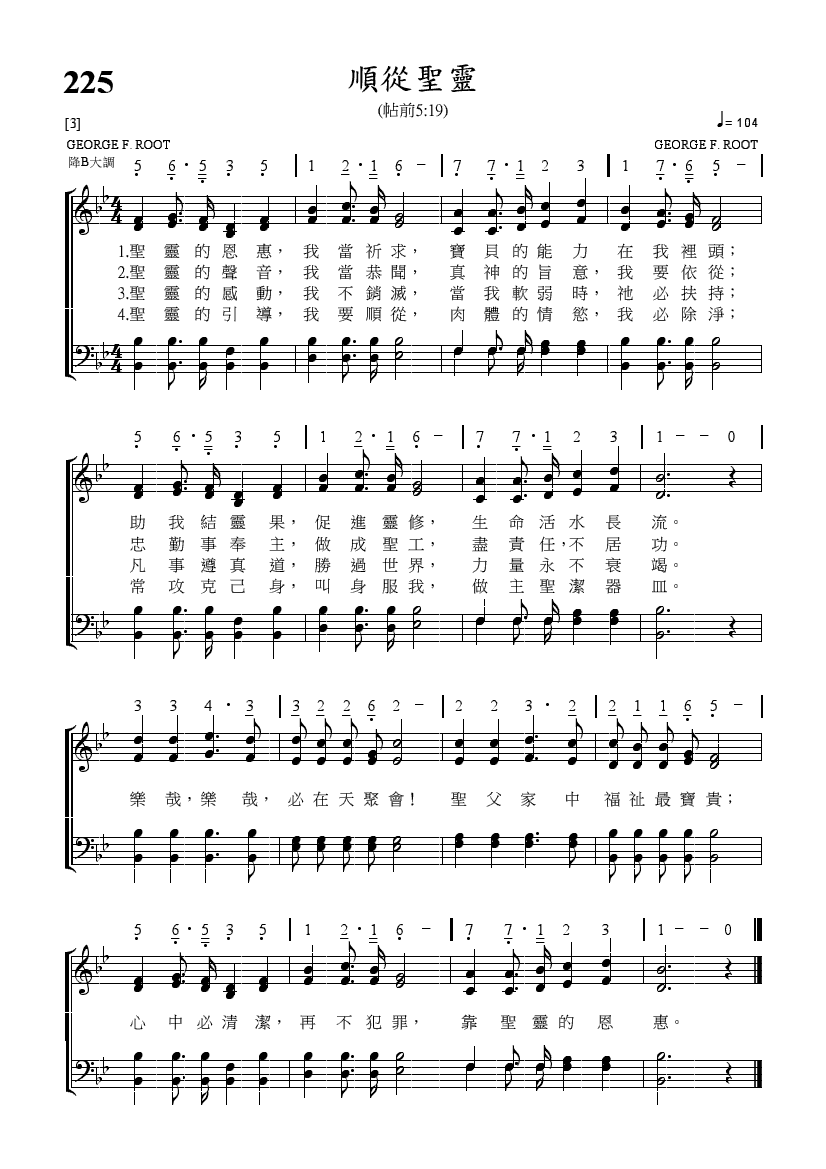 225
順從聖靈
(帖前5:19)
[3]
♩= 104
GEORGE F. ROOT GEORGE F. ROOT
降B大調 5 6 · 5 3 5 | 1 2 · 1 6 – | 7 7 · 1 2 3 | 1 7 · 6 5 – |
1.聖靈的恩惠，我當祈求，寶貝的能力在我裡頭；
2.聖靈的聲音，我當恭聞，真神的旨意，我要依從；
3.聖靈的感動，我不銷滅，當我軟弱時，祂必扶持；
4.聖靈的引導，我要順從，肉體的情慾，我必除淨；
5 6 · 5 3 5 | 1 2 · 1 6 – | 7 7 · 1 2 3 | 1 – – 0 |
助我結靈果，促進靈修，生命活水長流。
忠勤事奉主，做成聖工，盡責任，不居功。
凡事遵真道，勝過世界，力量永不衰竭。
常攻克己身，叫身服我，做主聖潔器皿。
3 3 4 · 3 | 3 2 2 6 2 – | 2 2 3 · 2 | 2 1 1 6 5 – |
樂哉，樂哉，必在天聚會！聖父家中福祉最寶貴；
5 6 · 5 3 5 | 1 2 · 1 6 – | 7 7 · 1 2 3 | 1 – – 0
心中必清潔，再不犯罪，靠聖靈的恩惠。